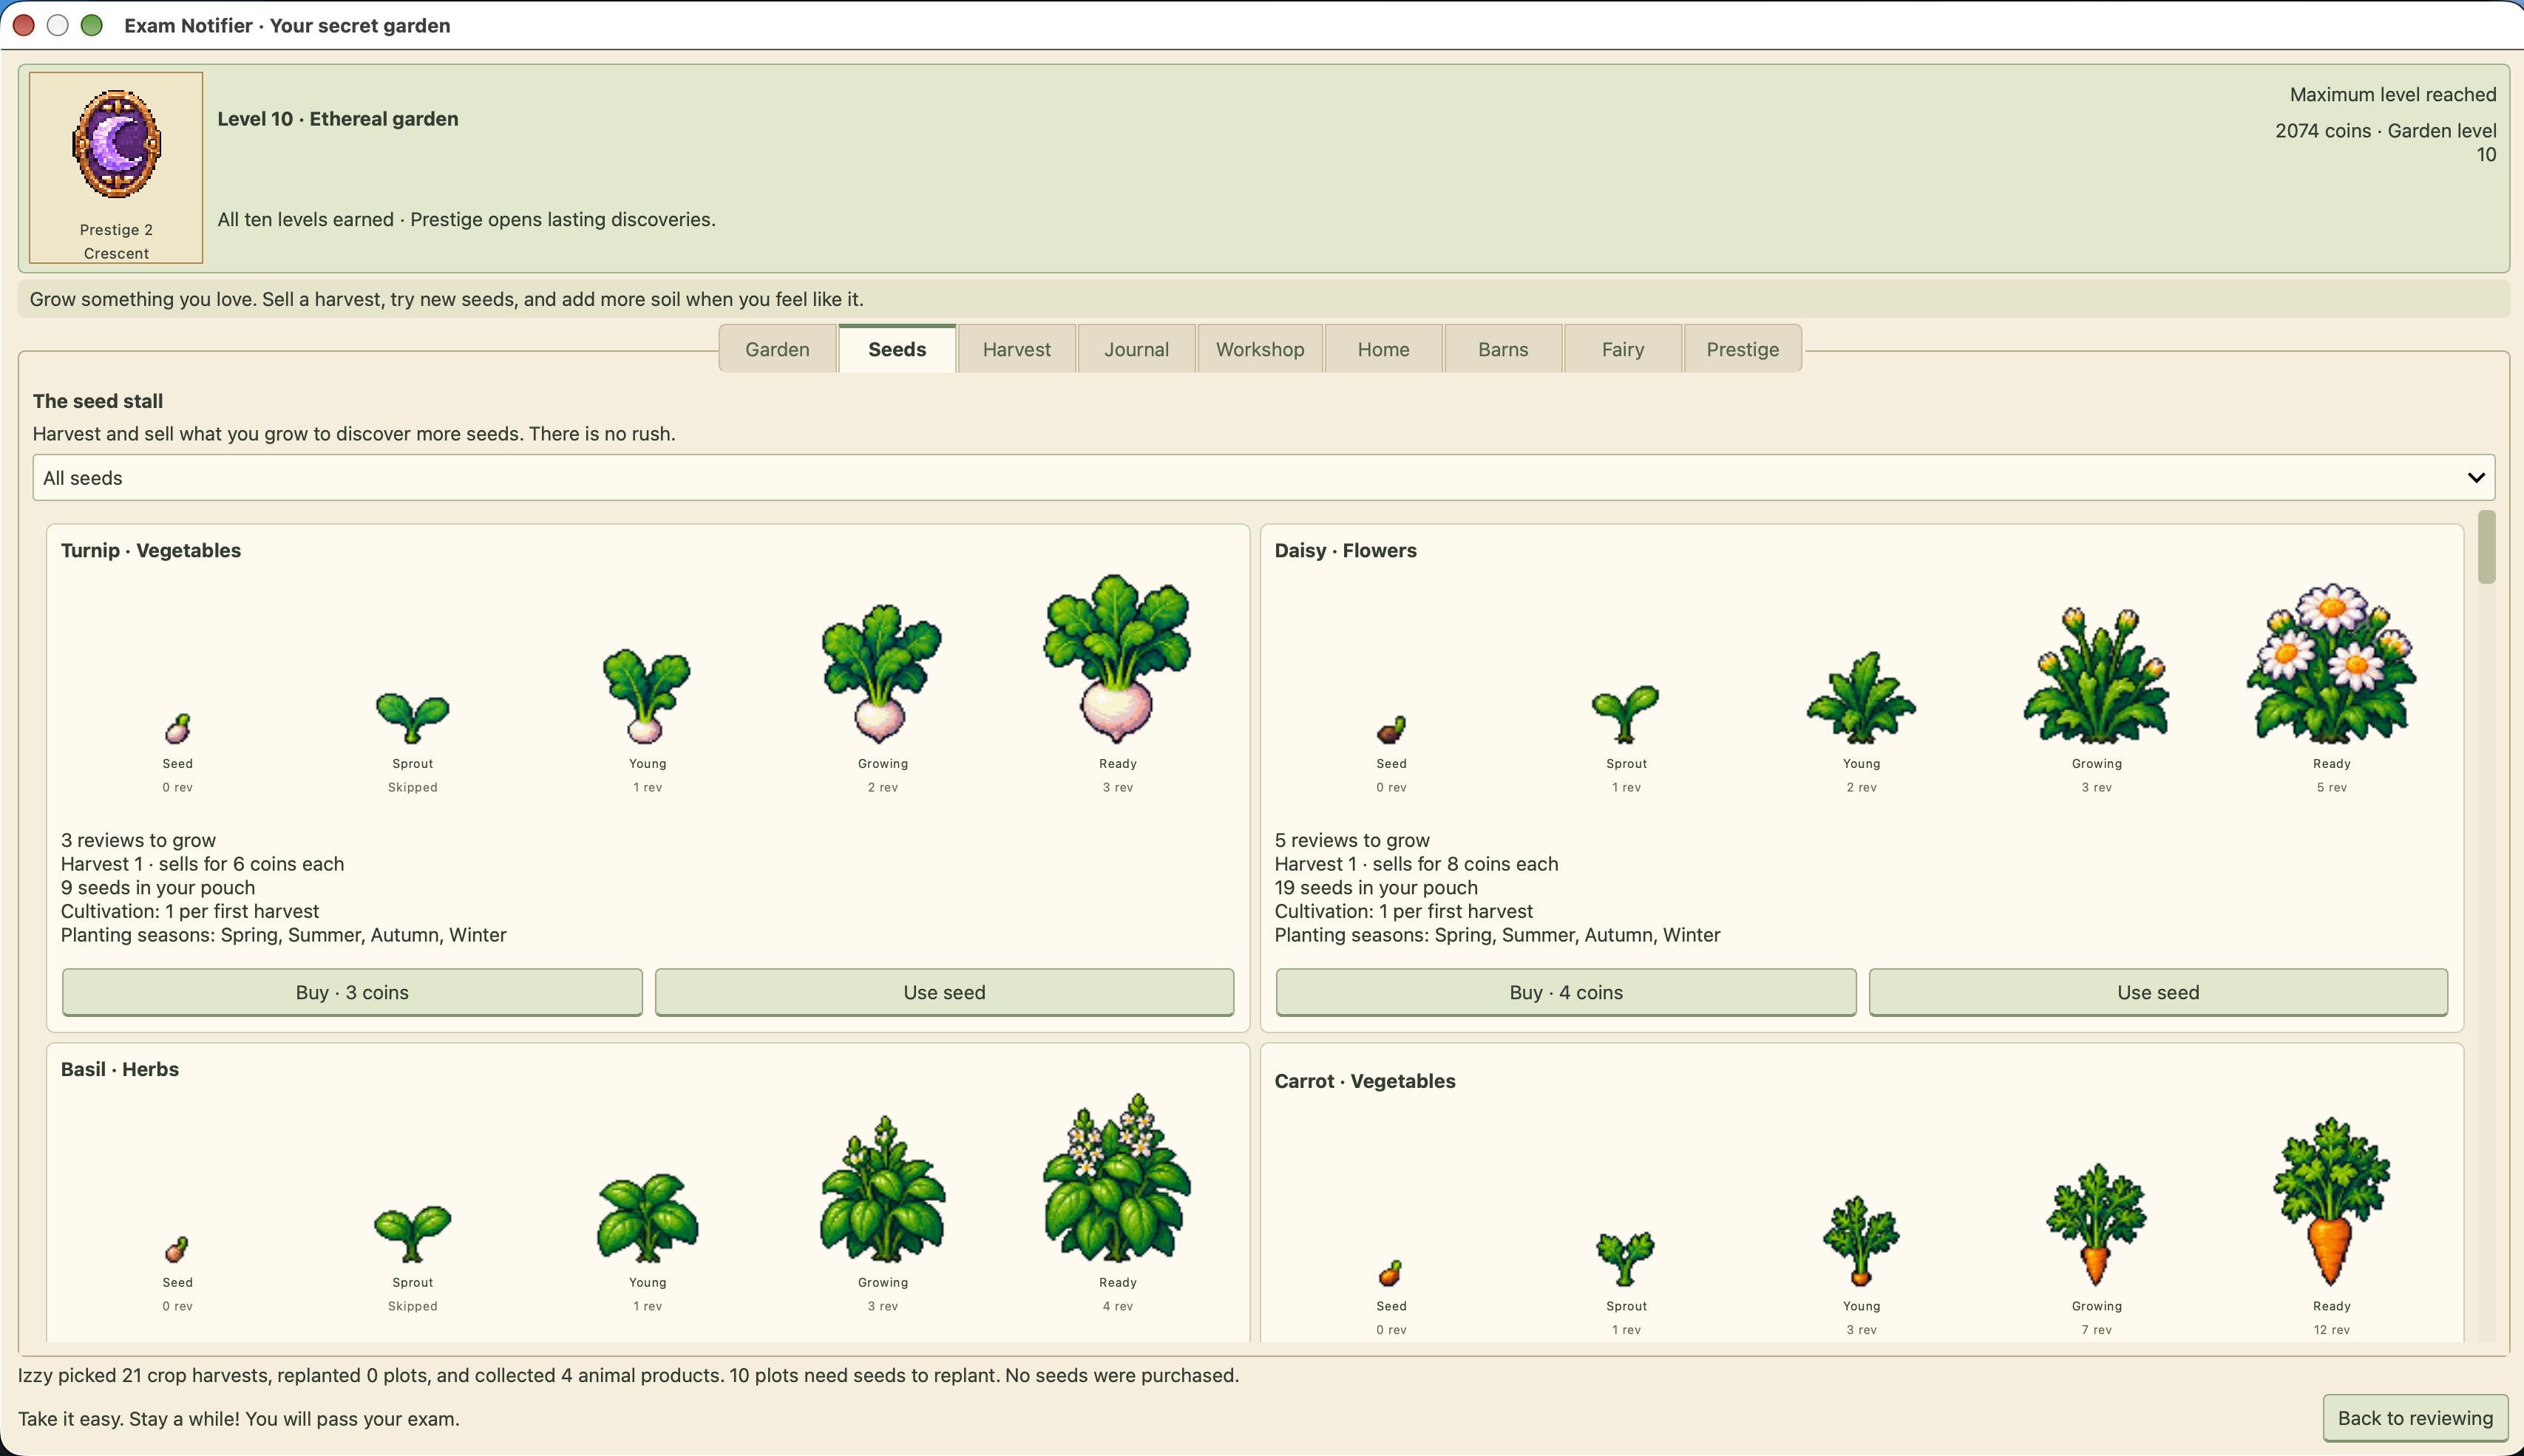 Exam Notifier · Your secret garden
Prestige 2
Crescent
Level 10 · Ethereal garden
All ten levels earned · Prestige opens lasting discoveries.
Maximum level reached
2074 coins · Garden level
10
Grow something you love. Sell a harvest, try new seeds, and add more soil when you feel like it.
Garden Seeds Harvest Journal Workshop Home Barns Fairy Prestige
The seed stall
Harvest and sell what you grow to discover more seeds. There is no rush.
All seeds
Turnip · Vegetables
Seed Sprout Young Growing Ready
0 rev Skipped 1 rev 2 rev 3 rev
3 reviews to grow
Harvest 1 · sells for 6 coins each
9 seeds in your pouch
Cultivation: 1 per first harvest
Planting seasons: Spring, Summer, Autumn, Winter
Buy · 3 coins Use seed
Daisy · Flowers
Seed Sprout Young Growing Ready
0 rev 1 rev 2 rev 3 rev 5 rev
5 reviews to grow
Harvest 1 · sells for 8 coins each
19 seeds in your pouch
Cultivation: 1 per first harvest
Planting seasons: Spring, Summer, Autumn, Winter
Buy · 4 coins Use seed
Basil · Herbs
Seed Sprout Young Growing Ready
0 rev Skipped 1 rev 3 rev 4 rev
Carrot · Vegetables
Seed Sprout Young Growing Ready
0 rev 1 rev 3 rev 7 rev 12 rev
Izzy picked 21 crop harvests, replanted 0 plots, and collected 4 animal products. 10 plots need seeds to replant. No seeds were purchased.
Take it easy. Stay a while! You will pass your exam.
Back to reviewing